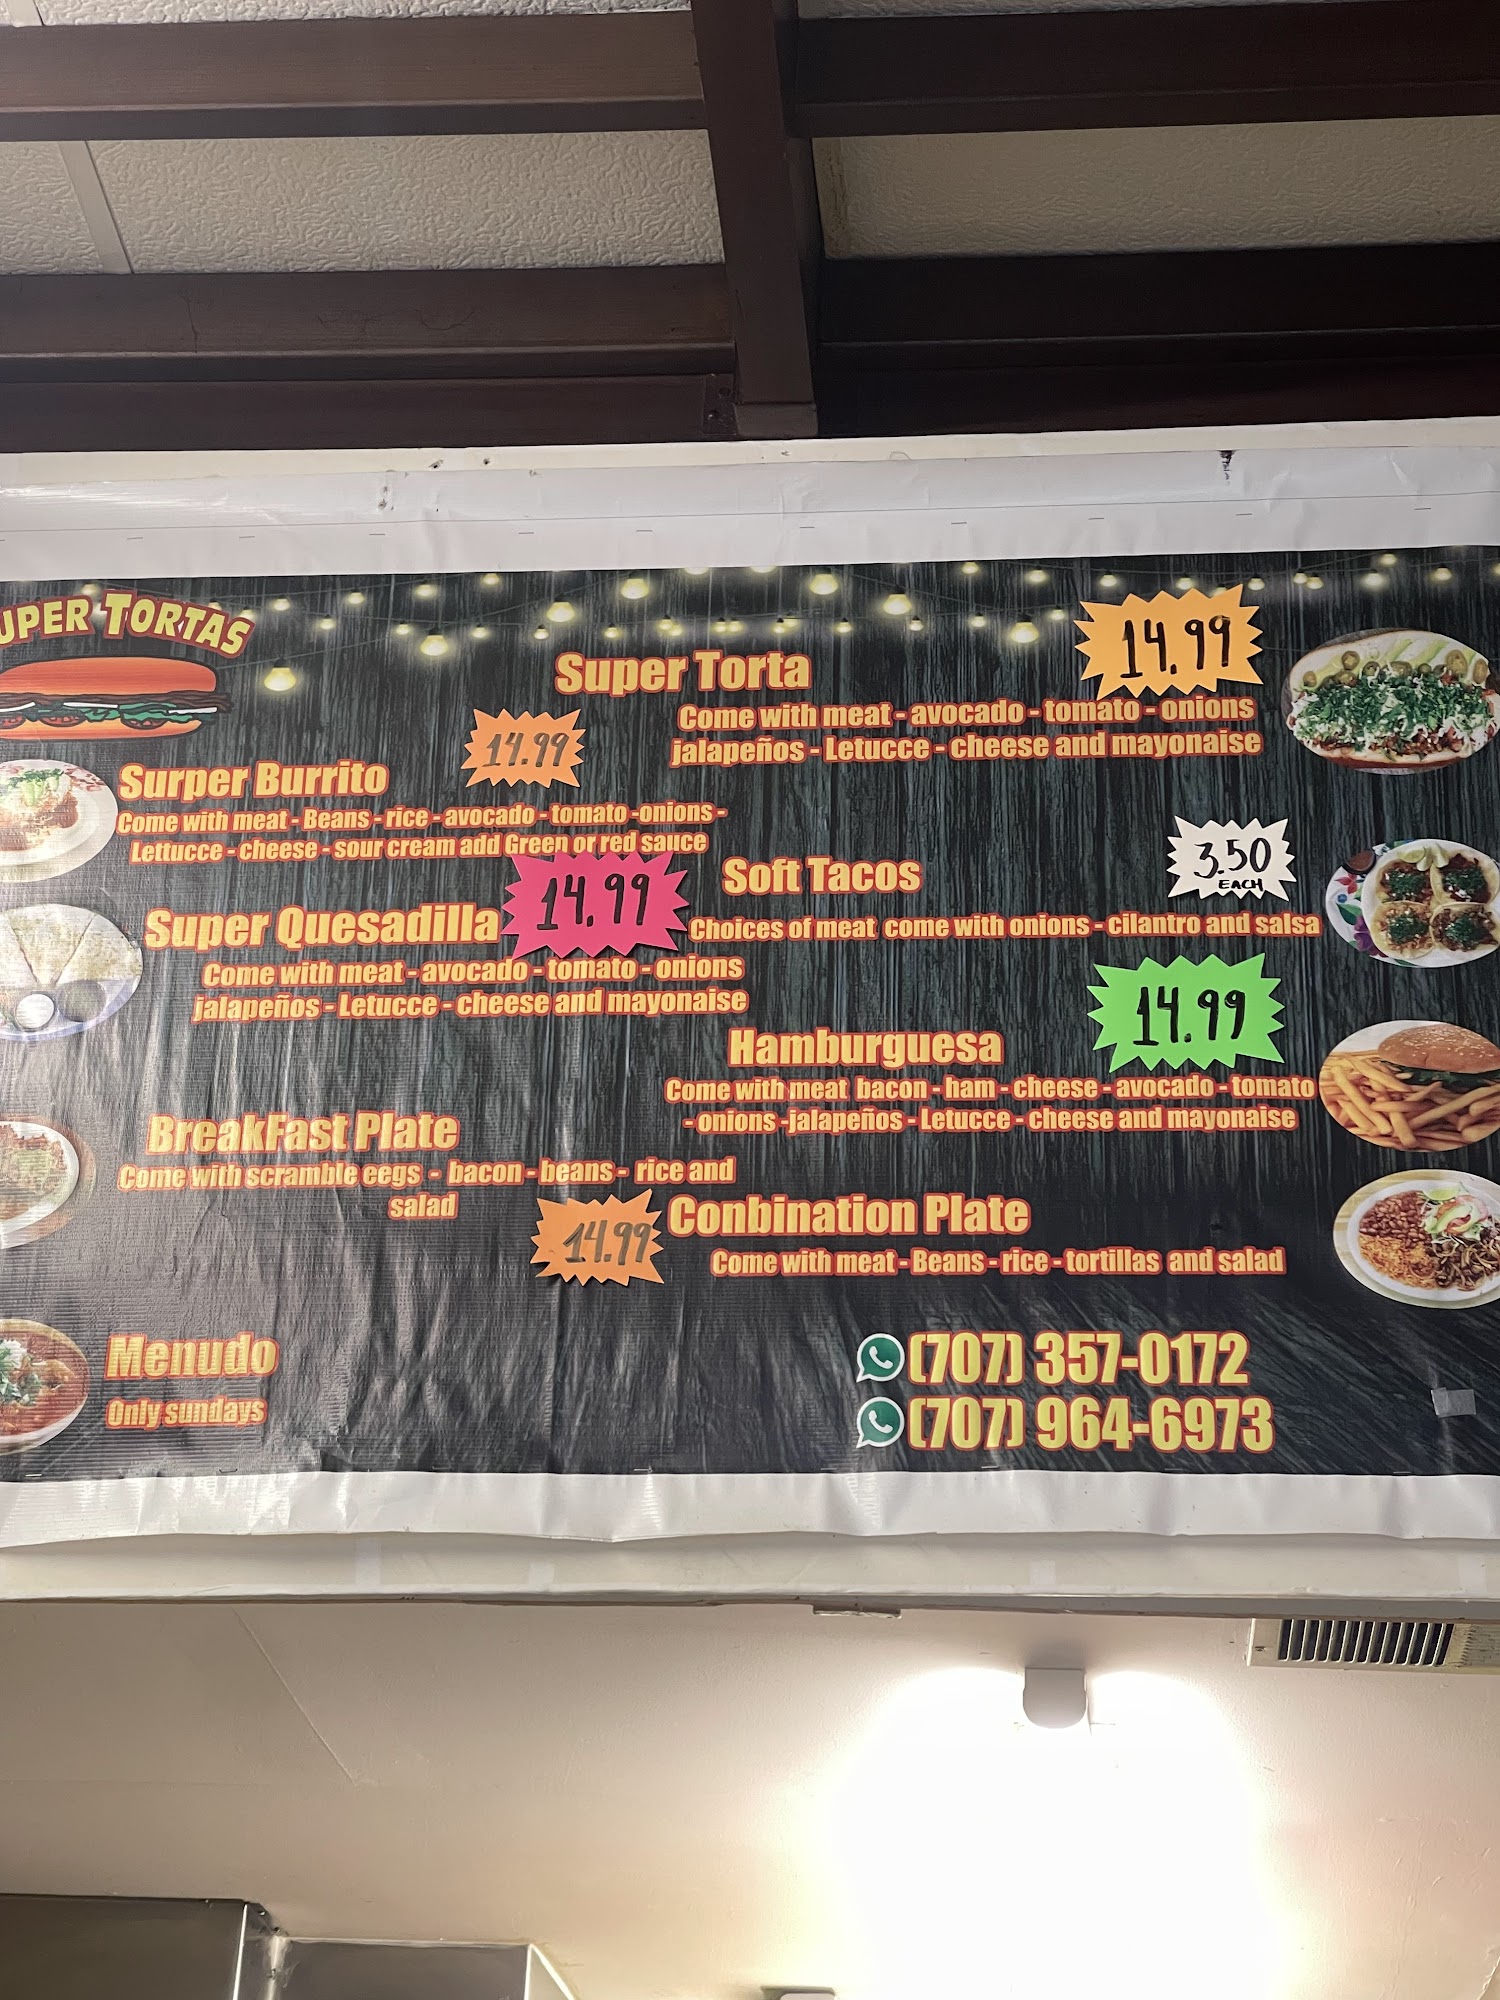 UPER TORTAS
Surper Burrito
14.99
Come with meat - Beans - rice - avocado - tomato -onions -
Lettucce - cheese - sour cream add Green or red sauce
Super Quesadilla
14.99
Come with meat - avocado - tomato - onions
jalapeños - Letucce - cheese and mayonaise
BreakFast Plate
Come with scramble eegs - bacon - beans - rice and
salad
14.99
Menudo
Only sundays
Super Torta
14.99
Come with meat - avocado - tomato - onions
jalapeños - Letucce - cheese and mayonaise
Soft Tacos
3.50
EACH
Choices of meat come with onions - cilantro and salsa
Hamburguesa
14.99
Come with meat bacon - ham - cheese - avocado - tomato
- onions -jalapeños - Letucce - cheese and mayonaise
Conbination Plate
Come with meat - Beans - rice - tortillas and salad
(707) 357-0172
(707) 964-6973